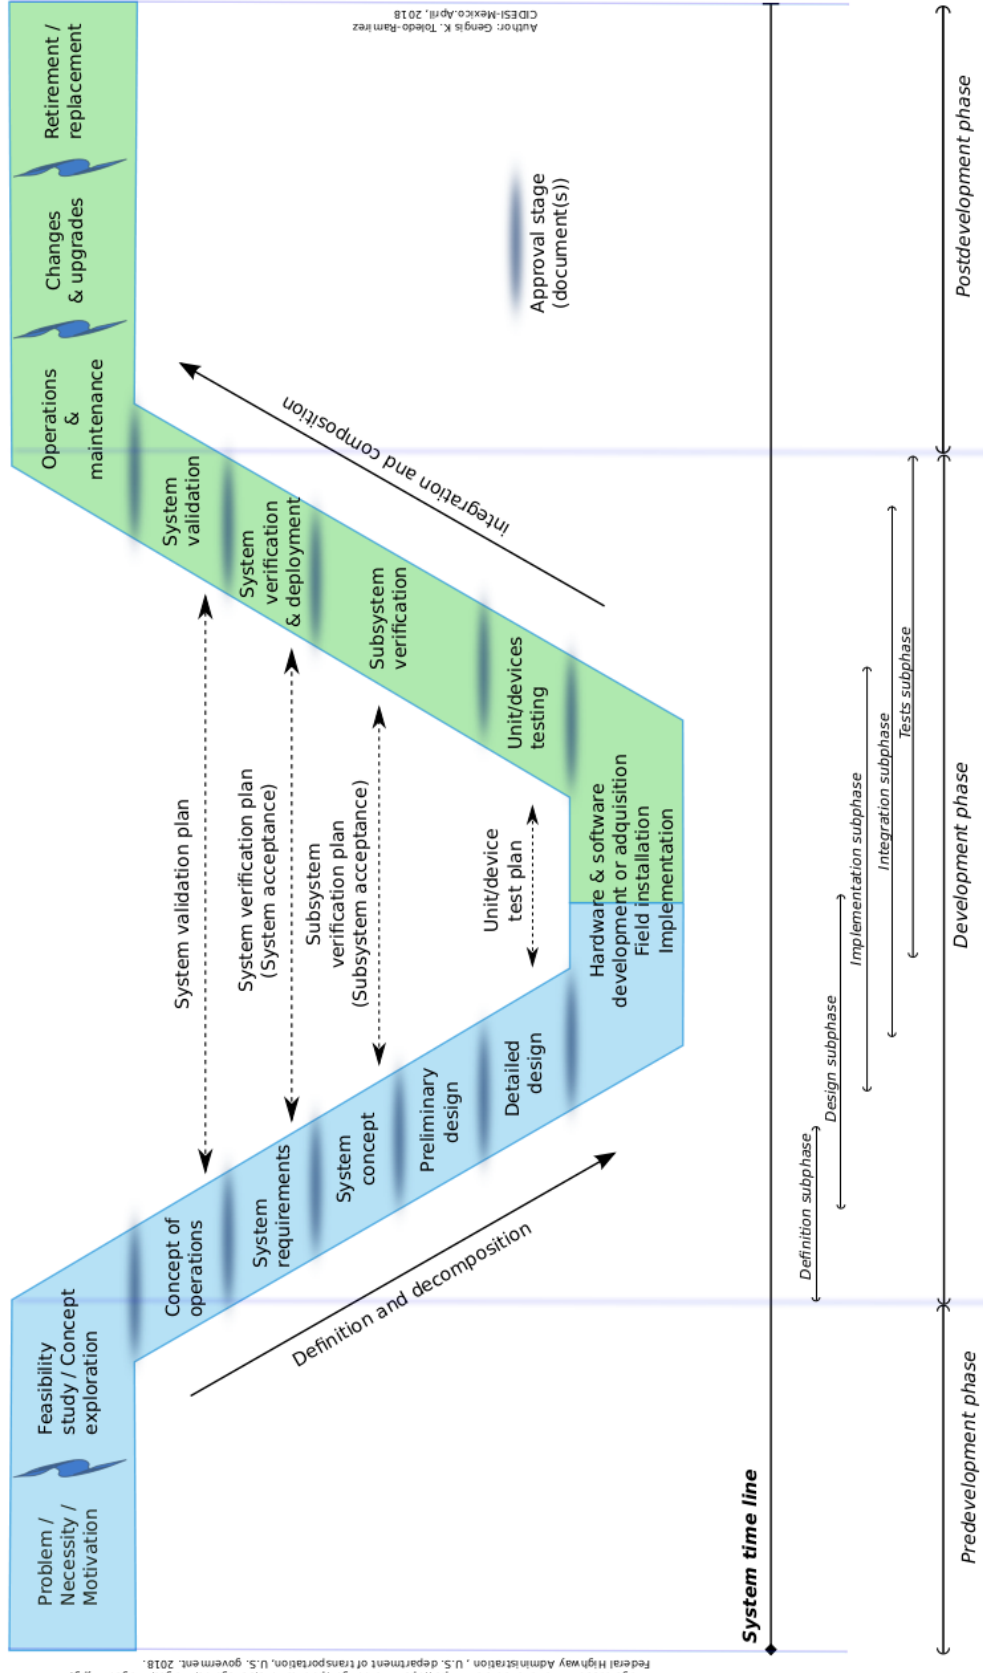 Problem /
Necessity /
Motivation
Feasibility
study / Concept
exploration
Concept of
operations
System
requirements
System
concept
Preliminary
design
Detailed
design
Hardware & software
development or adquisition
Field installation
Implementation
Unit/devices
testing
Subsystem
verification
System
verification
& deployment
System
validation
Operations
&
maintenance
Changes
& upgrades
Retirement /
replacement
System validation plan
System verification plan
(System acceptance)
Subsystem
verification plan
(Subsystem acceptance)
Unit/device
test plan
Definition and decomposition
integration and composition
Approval stage
(document(s))
Author: Gengis K. Toledo-Ramirez
CIDESI-Mexico.April, 2018
System time line
Definition subphase
Design subphase
Implementation subphase
Integration subphase
Tests subphase
Predevelopment phase
Development phase
Postdevelopment phase
Federal Highway Administration , U.S. department of transportation, U.S. goverment. 2018.